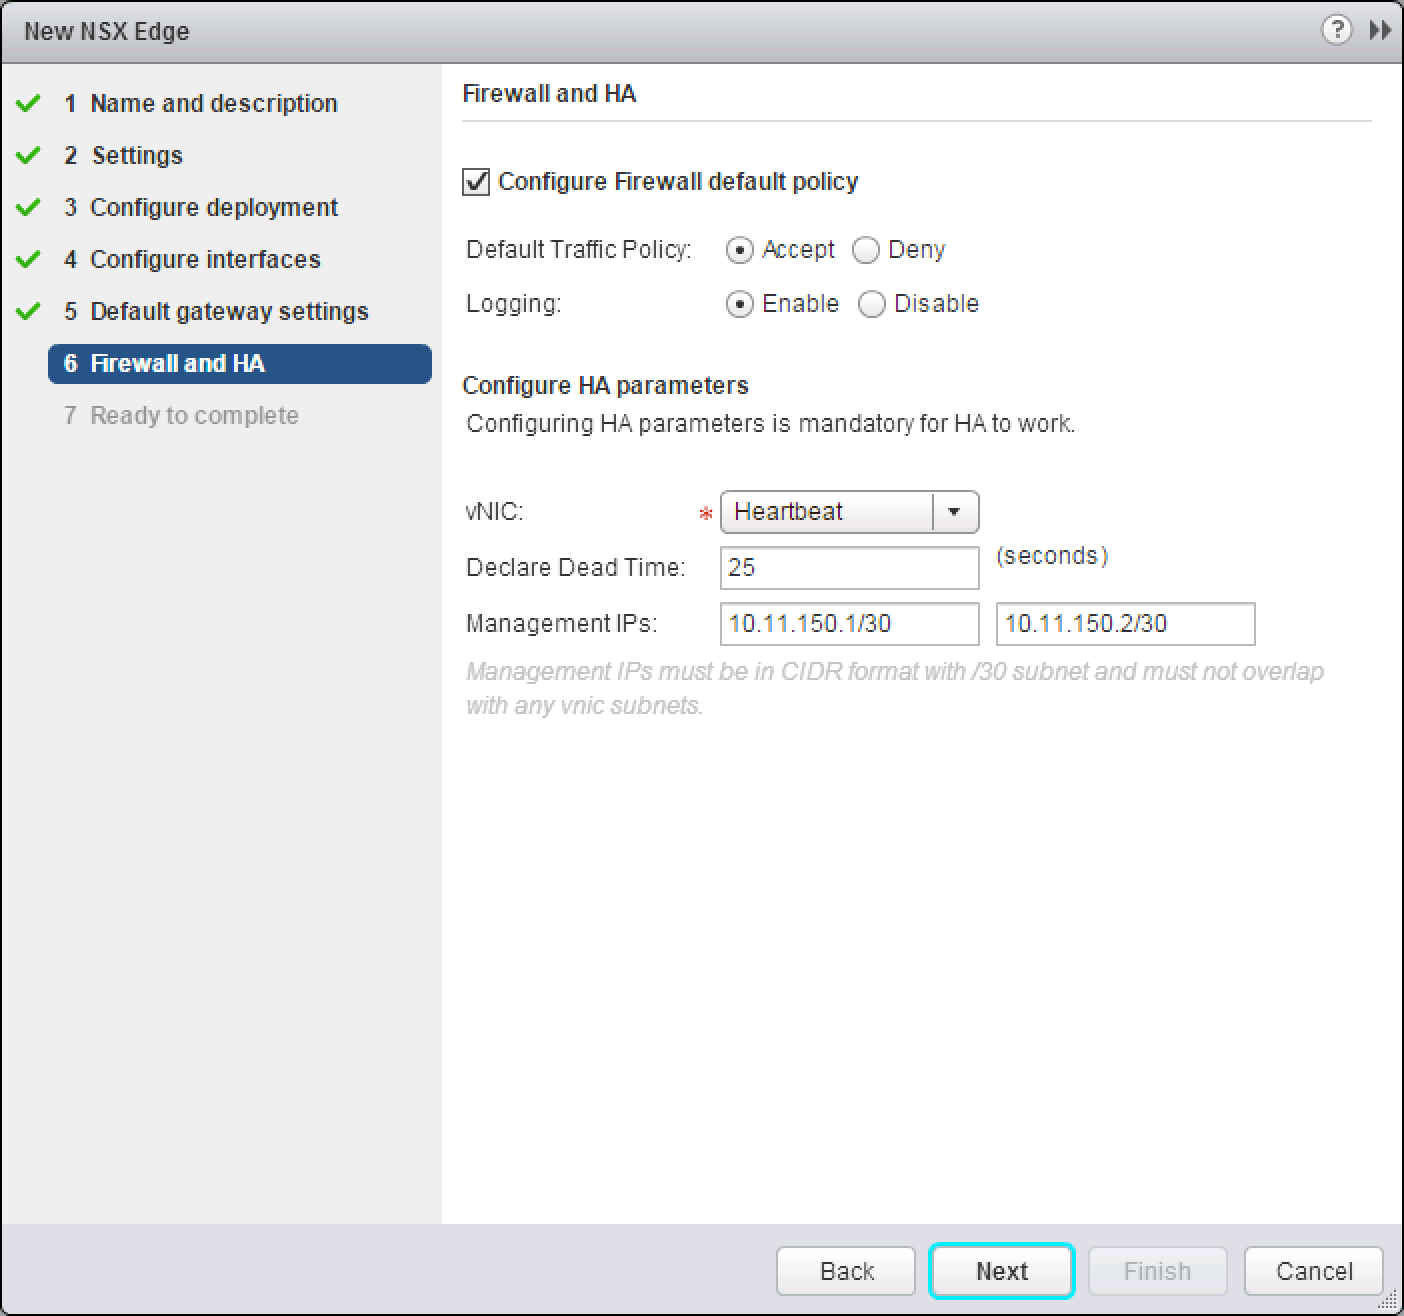 New NSX Edge
?
1 Name and description
2 Settings
3 Configure deployment
4 Configure interfaces
5 Default gateway settings
6 Firewall and HA
7 Ready to complete
Firewall and HA
Configure Firewall default policy
Default Traffic Policy: Accept Deny
Logging: Enable Disable
Configure HA parameters
Configuring HA parameters is mandatory for HA to work.
vNIC: * Heartbeat
Declare Dead Time: 25 (seconds)
Management IPs: 10.11.150.1/30 10.11.150.2/30
Management IPs must be in CIDR format with /30 subnet and must not overlap
with any vnic subnets.
Back Next Finish Cancel